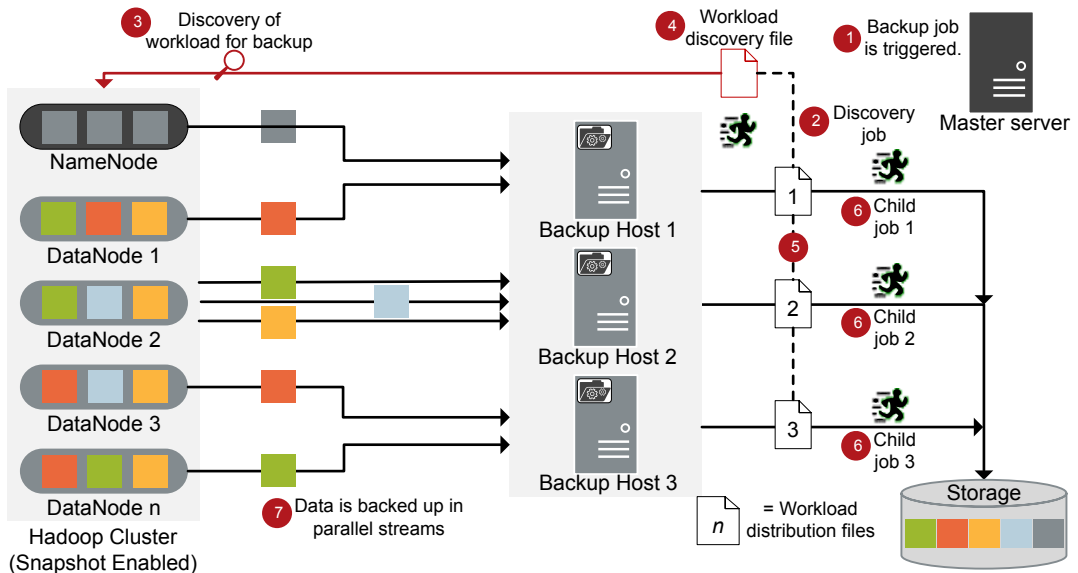 3 Discovery of
workload for backup
4 Workload
discovery file
1 Backup job
is triggered.
Master server
2 Discovery
job
NameNode
DataNode 1
DataNode 2
DataNode 3
DataNode n
Hadoop Cluster
(Snapshot Enabled)
Backup Host 1
Backup Host 2
Backup Host 3
1
6 Child
job 1
5
2
6 Child
job 2
3
6 Child
job 3
7 Data is backed up in
parallel streams
n = Workload
distribution files
Storage